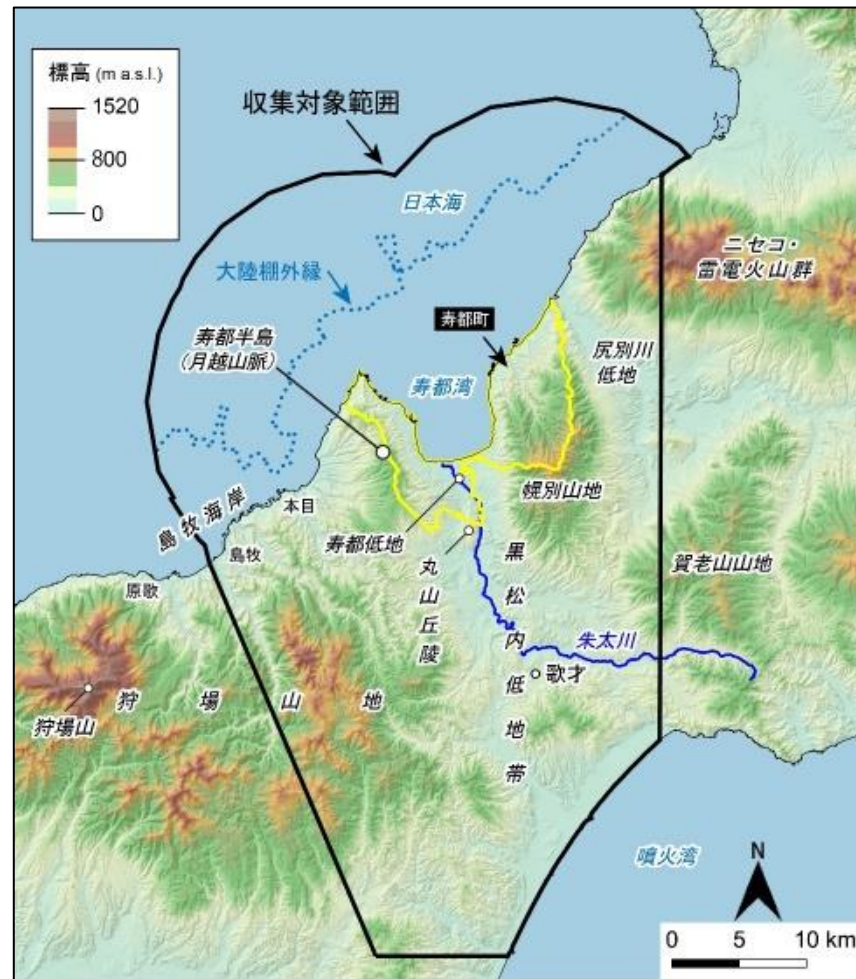 標高 (m a.s.l.)
1520
800
0
収集対象範囲
日本海
大陸棚外縁
ニセコ・
雷電火山群
寿都町
寿都半島
(月越山脈)
尻別川
低地
寿都湾
幌別山地
本目
島牧海岸
島牧
寿都低地
原歌
丸山丘陵
黒松内低地帯
賀老山山地
朱太川
歌才
狩場山地
狩場山
噴火湾
N
0 5 10 km